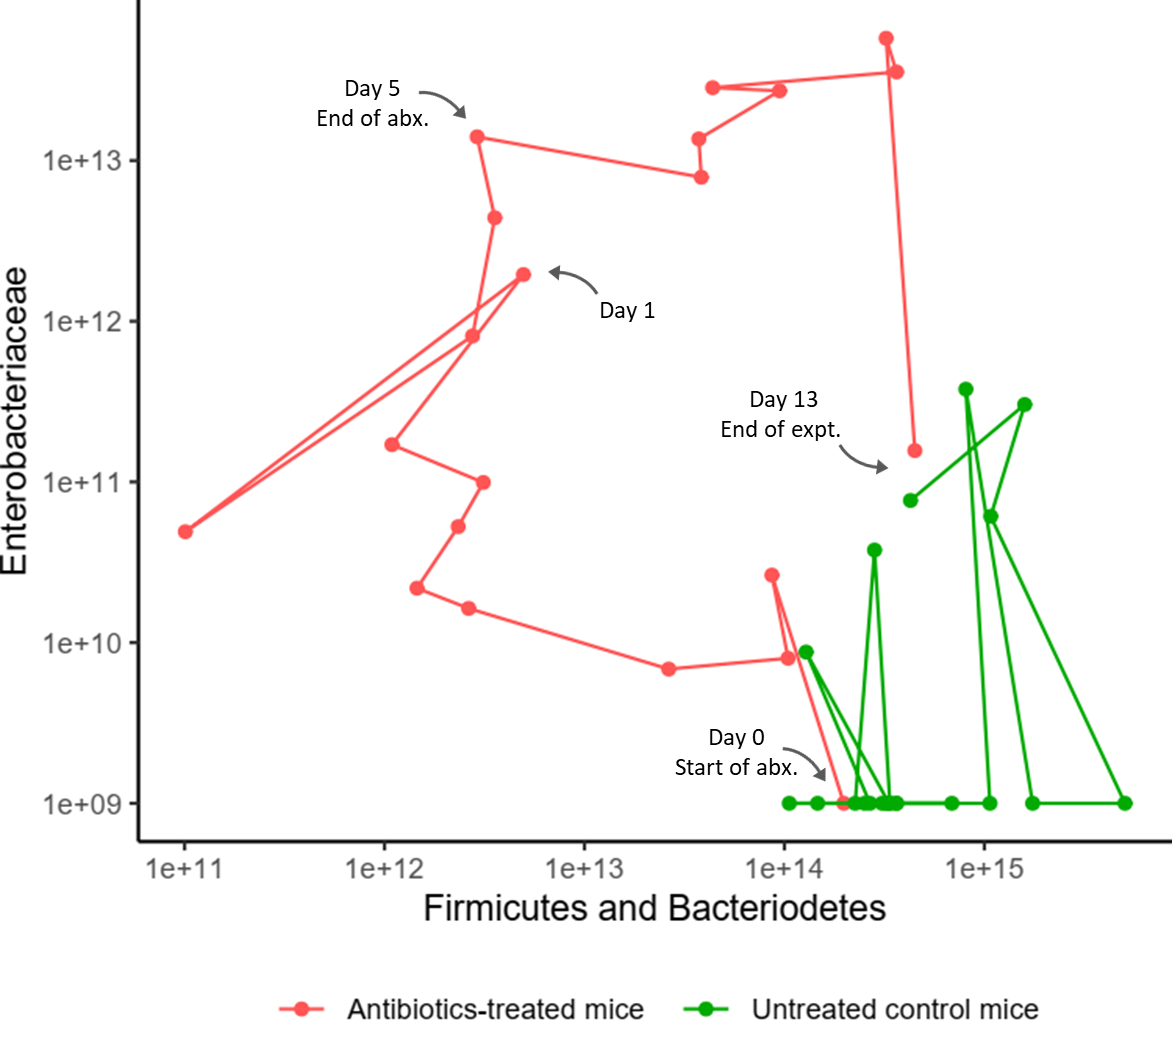 Day 5
End of abx.
1e+13
Day 1
1e+12
Day 13
End of expt.
1e+11
Enterobacteriaceae
1e+10
Day 0
Start of abx.
1e+09
1e+11
1e+12
1e+13
1e+14
1e+15
Firmicutes and Bacteriodetes
Antibiotics-treated mice
Untreated control mice